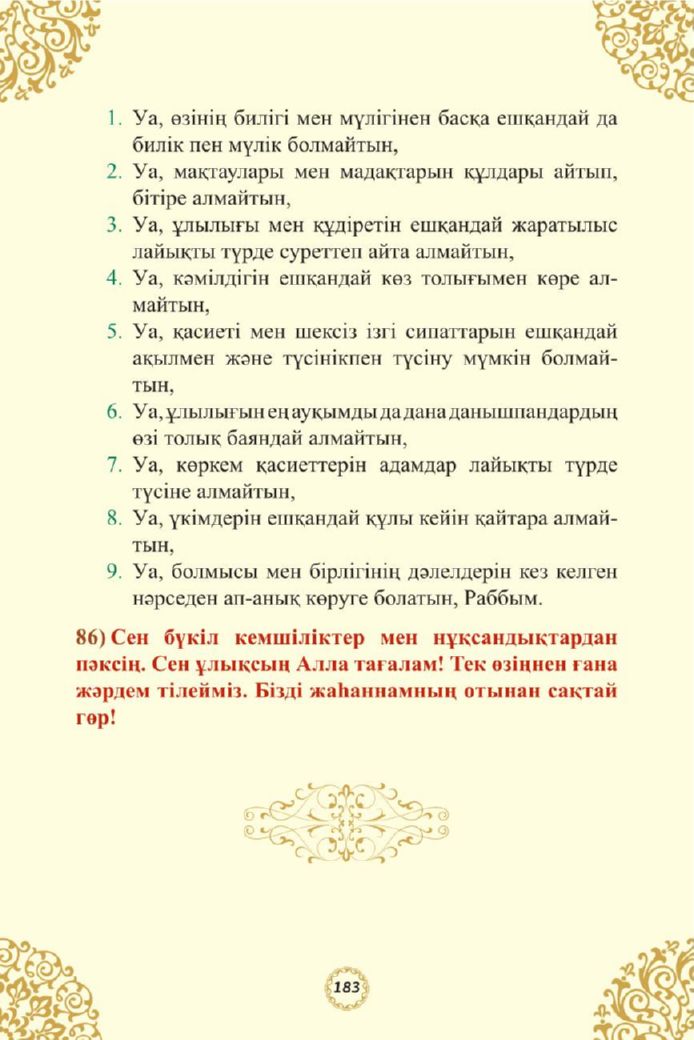 1. Уа, өзінің билігі мен мүлігінен басқа ешқандай да
билік пен мүлік болмайтын,
2. Уа, мақтаулары мен мадақтарын құлдары айтып,
бітіре алмайтын,
3. Уа, ұлылығы мен құдіретін ешқандай жаратылыс
лайықты түрде суреттеп айта алмайтын,
4. Уа, кәмілдігін ешқандай көз толығымен көре ал-
майтын,
5. Уа, қасиеті мен шексіз ізгі сипаттарын ешқандай
ақылмен және түсінікпен түсіну мүмкін болмай-
тын,
6. Уа, ұлылығын ең ауқымды да дана данышпандардың
өзі толық баяндай алмайтын,
7. Уа, көркем қасиеттерін адамдар лайықты түрде
түсіне алмайтын,
8. Уа, үкімдерін ешқандай құлы кейін қайтара алмай-
тын,
9. Уа, болмысы мен бірлігінің дәлелдерін кез келген
нәрседен ап-анық көруге болатын, Раббым.
86) Сен бүкіл кемшіліктер мен нұқсандықтардан
пәксің. Сен ұлықсың Алла тағалам! Тек өзіңнен ғана
жәрдем тілейміз. Бізді жаһаннамның отынан сақтай
гөр!
183